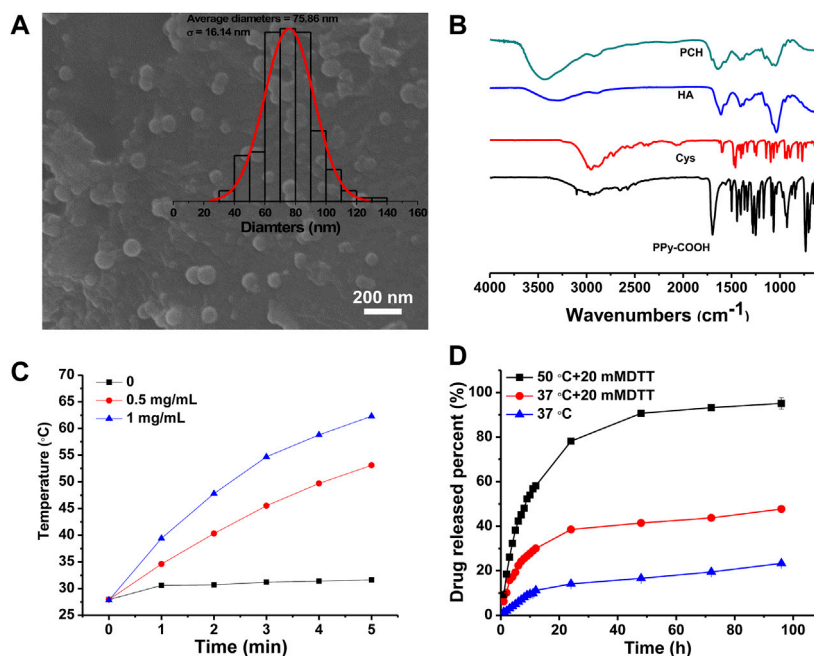 A
Average diameters = 75.86 nm
σ = 16.14 nm
0 20 40 60 80 100 120 140 160
Diamters (nm)
200 nm
B
PCH
HA
Cys
PPy-COOH
4000 3500 3000 2500 2000 1500 1000
Wavenumbers (cm-1)
C
0
0.5 mg/mL
1 mg/mL
70
65
60
55
50
45
40
35
30
25
Temperature (°C)
0 1 2 3 4 5
Time (min)
D
50 °C+20 mMDTT
37 °C+20 mMDTT
37 °C
100
80
60
40
20
0
Drug released percent (%)
0 20 40 60 80 100
Time (h)